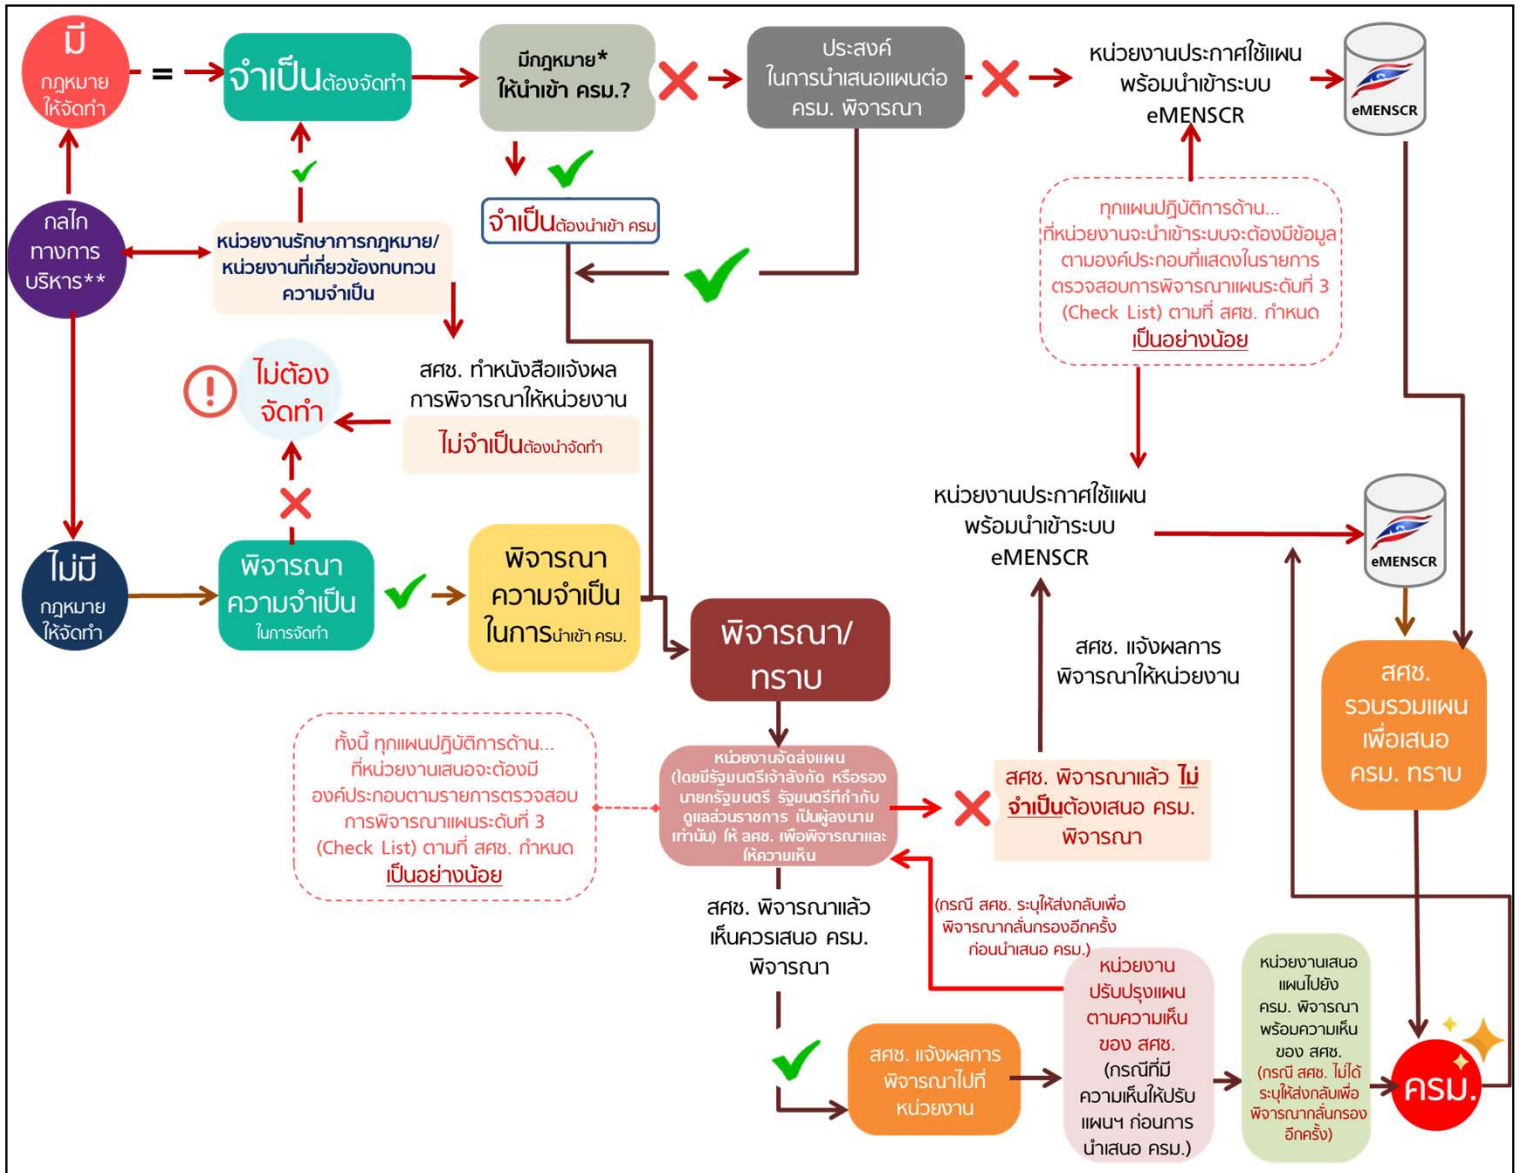 มี
กฎหมาย
ให้จัดทำ
=
จำเป็นต้องจัดทำ
มีกฎหมาย*
ให้นำเข้า ครม.?
ประสงค์
ในการนำเสนอแผนต่อ
ครม. พิจารณา
หน่วยงานประกาศใช้แผน
พร้อมนำเข้าระบบ
eMENSCR
eMENSCR
จำเป็นต้องนำเข้า ครม
กลไก
ทางการ
บริหาร**
หน่วยงานรักษาการกฎหมาย/
หน่วยงานที่เกี่ยวข้องทบทวน
ความจำเป็น
ทุกแผนปฏิบัติการด้าน...
ที่หน่วยงานจะนำเข้าระบบจะต้องมีข้อมูล
ตามองค์ประกอบที่แสดงในรายการ
ตรวจสอบการพิจารณาแผนระดับที่ 3
(Check List) ตามที่ สศช. กำหนด
เป็นอย่างน้อย
ไม่ต้อง
จัดทำ
สศช. ทำหนังสือแจ้งผล
การพิจารณาให้หน่วยงาน
ไม่จำเป็นต้องนำจัดทำ
ไม่มี
กฎหมาย
ให้จัดทำ
พิจารณา
ความจำเป็น
ในการจัดทำ
พิจารณา
ความจำเป็น
ในการนำเข้า ครม.
หน่วยงานประกาศใช้แผน
พร้อมนำเข้าระบบ
eMENSCR
eMENSCR
พิจารณา/
ทราบ
สศช. แจ้งผลการ
พิจารณาให้หน่วยงาน
สศช.
รวบรวมแผน
เพื่อเสนอ
ครม. ทราบ
ทั้งนี้ ทุกแผนปฏิบัติการด้าน...
ที่หน่วยงานเสนอจะต้องมี
องค์ประกอบตามรายการตรวจสอบ
การพิจารณาแผนระดับที่ 3
(Check List) ตามที่ สศช. กำหนด
เป็นอย่างน้อย
หน่วยงานจัดส่งแผน
(โดยมีรัฐมนตรีเจ้าสังกัด หรือรอง
นายกรัฐมนตรี รัฐมนตรีที่กำกับ
ดูแลส่วนราชการ เป็นผู้ลงนาม
เท่านั้น) ให้ สศช. เพื่อพิจารณาและ
ให้ความเห็น
สศช. พิจารณาแล้ว ไม่
จำเป็นต้องเสนอ ครม.
พิจารณา
สศช. พิจารณาแล้ว
เห็นควรเสนอ ครม.
พิจารณา
(กรณี สศช. ระบุให้ส่งกลับเพื่อ
พิจารณากลั่นกรองอีกครั้ง
ก่อนนำเสนอ ครม.)
สศช. แจ้งผลการ
พิจารณาไปที่
หน่วยงาน
หน่วยงาน
ปรับปรุงแผน
ตามความเห็น
ของ สศช.
(กรณีที่มี
ความเห็นให้ปรับ
แผนฯ ก่อนการ
นำเสนอ ครม.)
หน่วยงานเสนอ
แผนไปยัง
ครม. พิจารณา
พร้อมความเห็น
ของ สศช.
(กรณี สศช. ไม่ได้
ระบุให้ส่งกลับเพื่อ
พิจารณากลั่นกรอง
อีกครั้ง)
ครม.